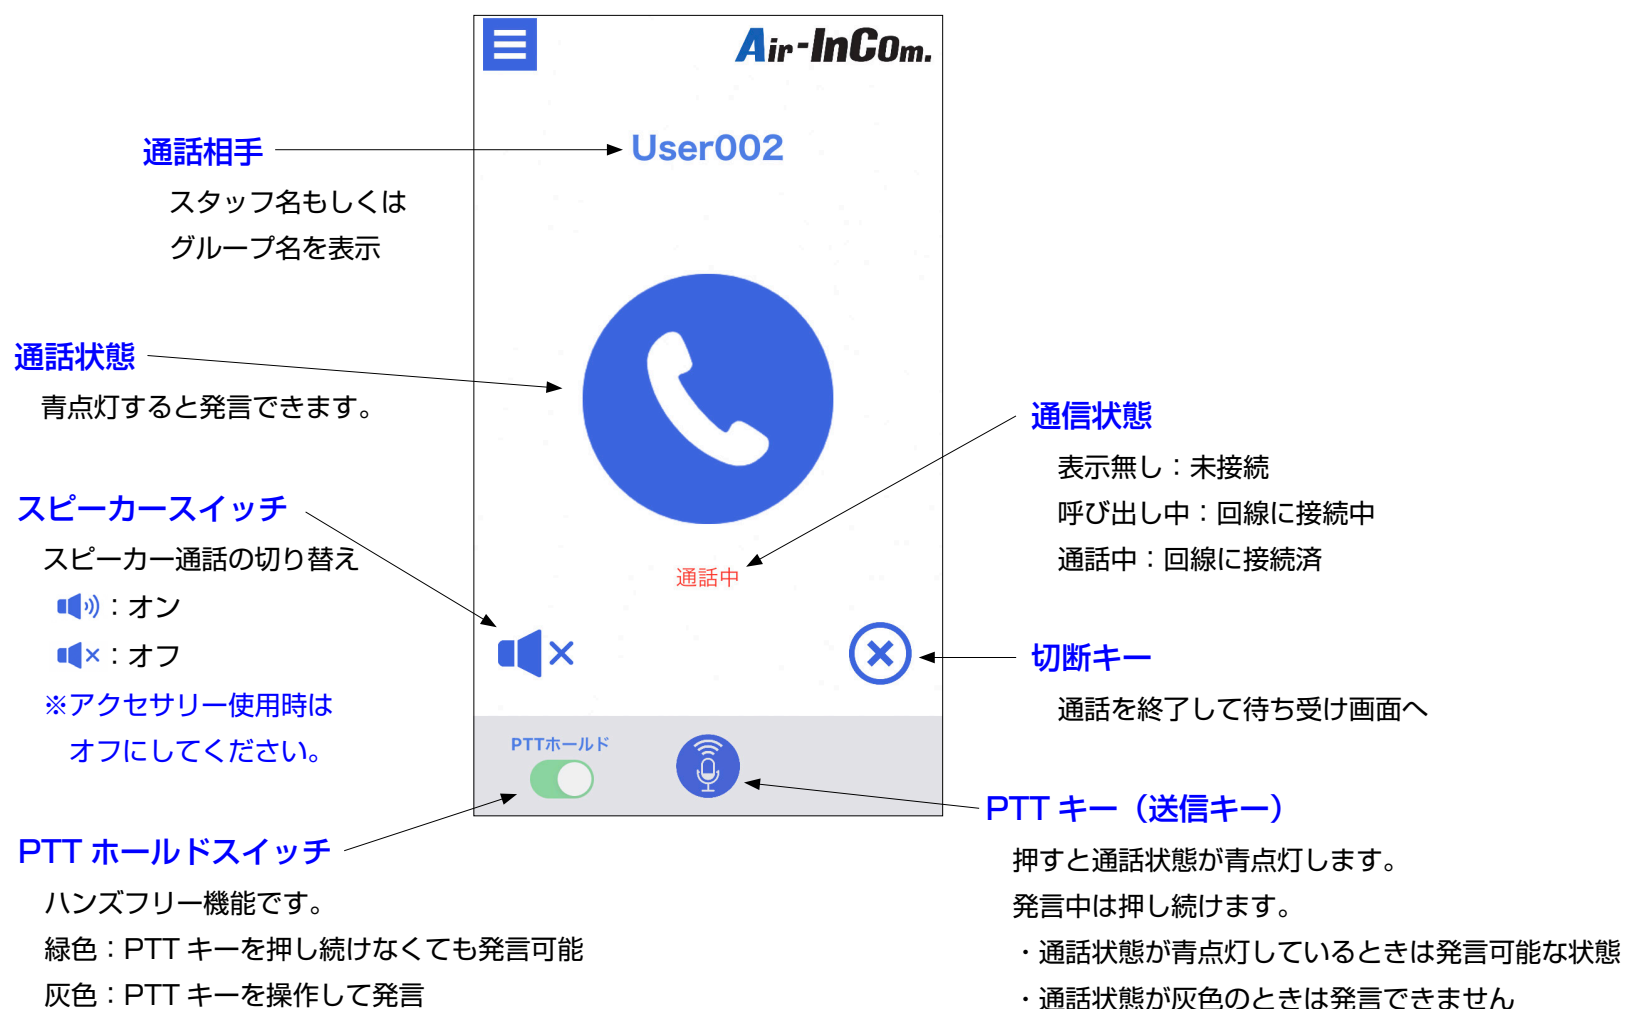 Air-InCom.
User002
通話相手
スタッフ名もしくは
グループ名を表示
通話状態
青点灯すると発言できます。
スピーカースイッチ
スピーカー通話の切り替え
：オン
：オフ
※アクセサリー使用時は
オフにしてください。
通話中
通信状態
表示無し：未接続
呼び出し中：回線に接続中
通話中：回線に接続済
切断キー
通話を終了して待ち受け画面へ
PTTホールド
PTT ホールドスイッチ
ハンズフリー機能です。
緑色：PTT キーを押し続けなくても発言可能
灰色：PTT キーを操作して発言
PTT キー（送信キー）
押すと通話状態が青点灯します。
発言中は押し続けます。
・通話状態が青点灯しているときは発言可能な状態
・通話状態が灰色のときは発言できません